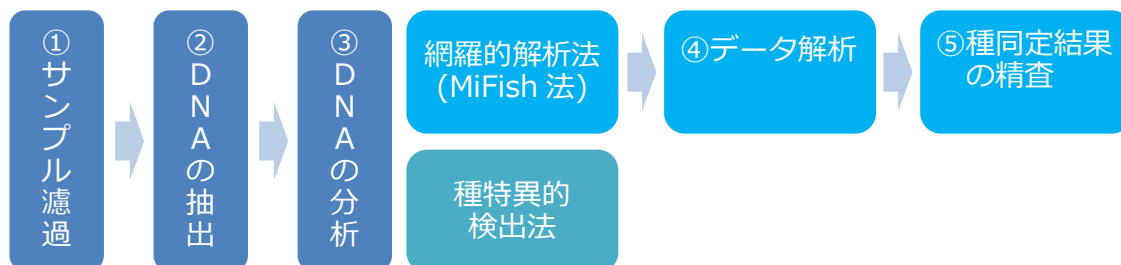 ①サンプル濾過
②DNAの抽出
③DNAの分析
網羅的解析法
(MiFish 法)
種特異的
検出法
④データ解析
⑤種同定結果
の精査